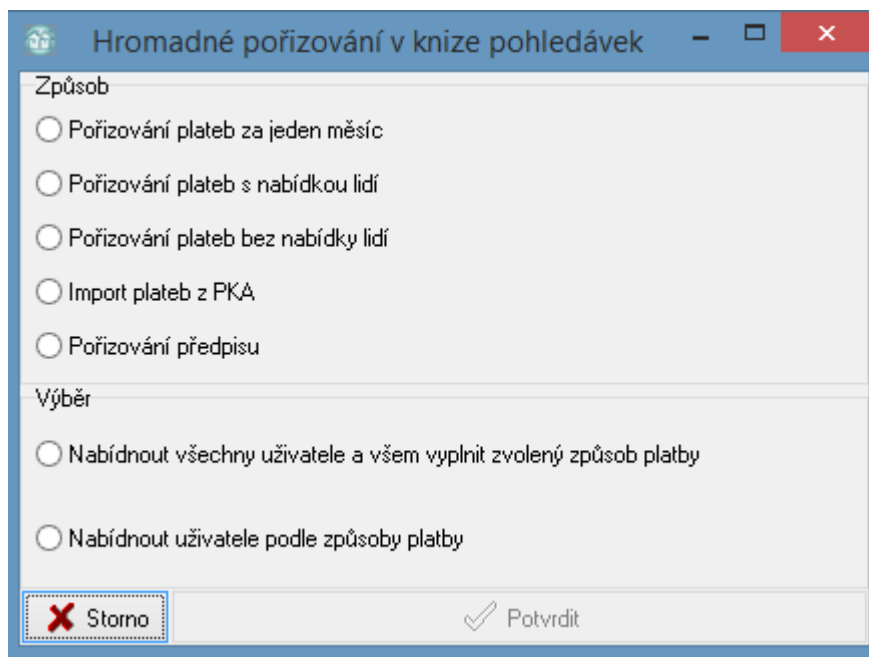 Hromadné pořizování v knize pohledávek
Způsob
Pořizování plateb za jeden měsíc
Pořizování plateb s nabídkou lidí
Pořizování plateb bez nabídky lidí
Import plateb z PKA
Pořizování předpisu
Výběr
Nabídnout všechny uživatele a všem vyplnit zvolený způsob platby
Nabídnout uživatele podle způsoby platby
Storno
Potvrdit